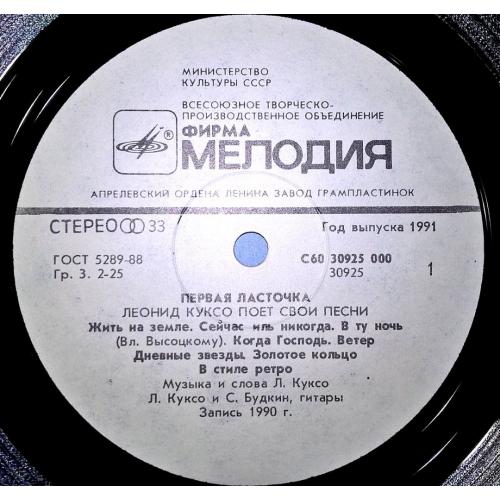 МИНИСТЕРСТВО
КУЛЬТУРЫ СССР
ВСЕСОЮЗНОЕ ТВОРЧЕСКО-
ПРОИЗВОДСТВЕННОЕ ОБЪЕДИНЕНИЕ
® ФИРМА
МЕЛОДИЯ
АПРЕЛЕВСКИЙ ОРДЕНА ЛЕНИНА ЗАВОД ГРАМПЛАСТИНОК
СТЕРЕО 33
Год выпуска 1991
ГОСТ 5289-88
С60 30925 000
Гр. 3. 2-25
30925
1
ПЕРВАЯ ЛАСТОЧКА
ЛЕОНИД КУКСО ПОЕТ СВОИ ПЕСНИ
Жить на земле. Сейчас иль никогда. В ту ночь
(Вл. Высоцкому). Когда Господь. Ветер
Дневные звезды. Золотое кольцо
В стиле ретро
Музыка и слова Л. Куксо
Л. Куксо и С. Будкин, гитары
Запись 1990 г.